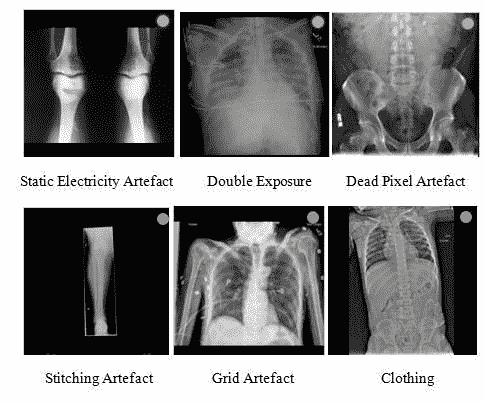 Static Electricity Artefact
Double Exposure
Dead Pixel Artefact
Stitching Artefact
Grid Artefact
Clothing